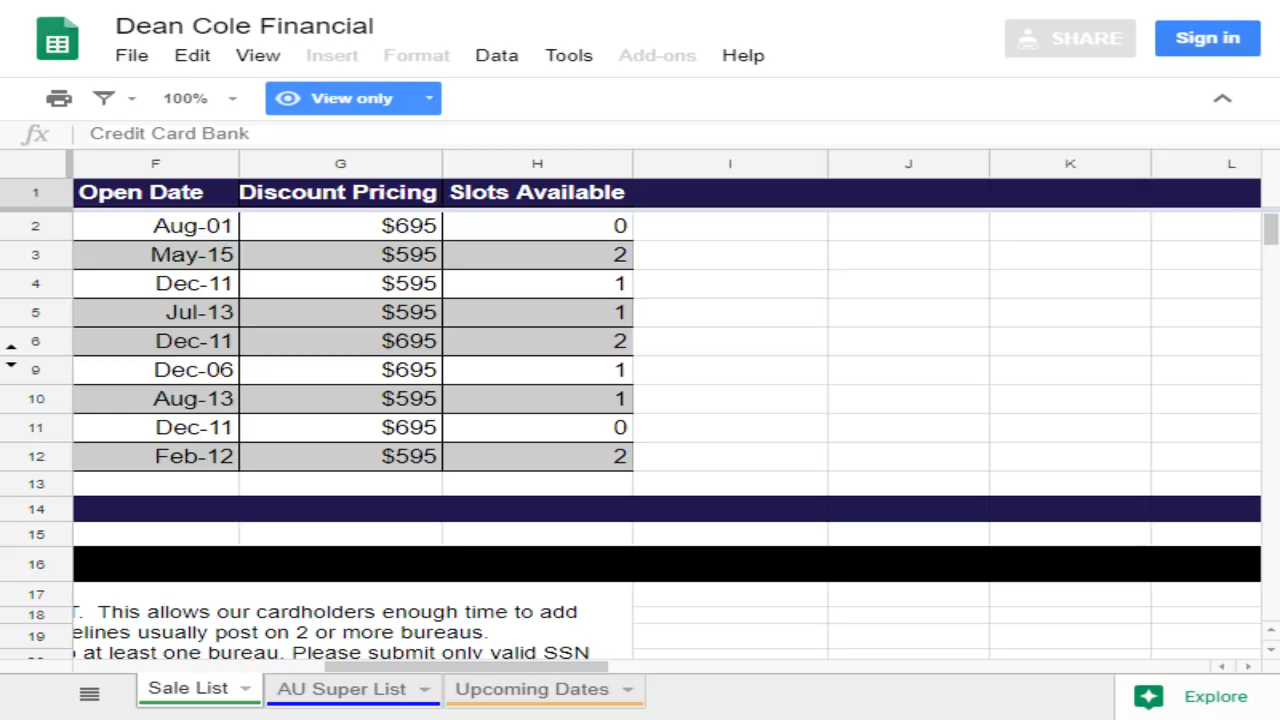 Dean Cole Financial
File Edit View Insert Format Data Tools Add-ons Help
SHARE
Sign in
100%
View only
fx Credit Card Bank
F G H I J K L
1 Open Date Discount Pricing Slots Available
2 Aug-01 $695 0
3 May-15 $595 2
4 Dec-11 $595 1
5 Jul-13 $595 1
6 Dec-11 $695 2
9 Dec-06 $695 1
10 Aug-13 $595 1
11 Dec-11 $695 0
12 Feb-12 $595 2
13
14
15
16
17
18 T. This allows our cardholders enough time to add
19 elines usually post on 2 or more bureaus.
at least one bureau. Please submit only valid SSN
Sale List AU Super List Upcoming Dates
Explore